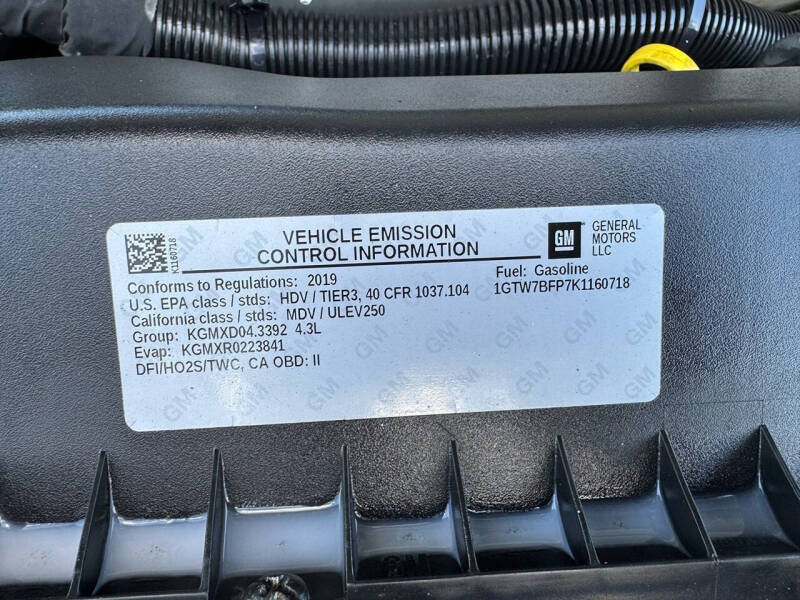 K1160718
VEHICLE EMISSION
CONTROL INFORMATION
GM
GENERAL
MOTORS
LLC
Conforms to Regulations: 2019
Fuel: Gasoline
U.S. EPA class / stds: HDV / TIER3, 40 CFR 1037.104
1GTW7BFP7K1160718
California class / stds: MDV / ULEV250
Group: KGMXD04.3392 4.3L
Evap: KGMXR0223841
DFI/HO2S/TWC, CA OBD: II